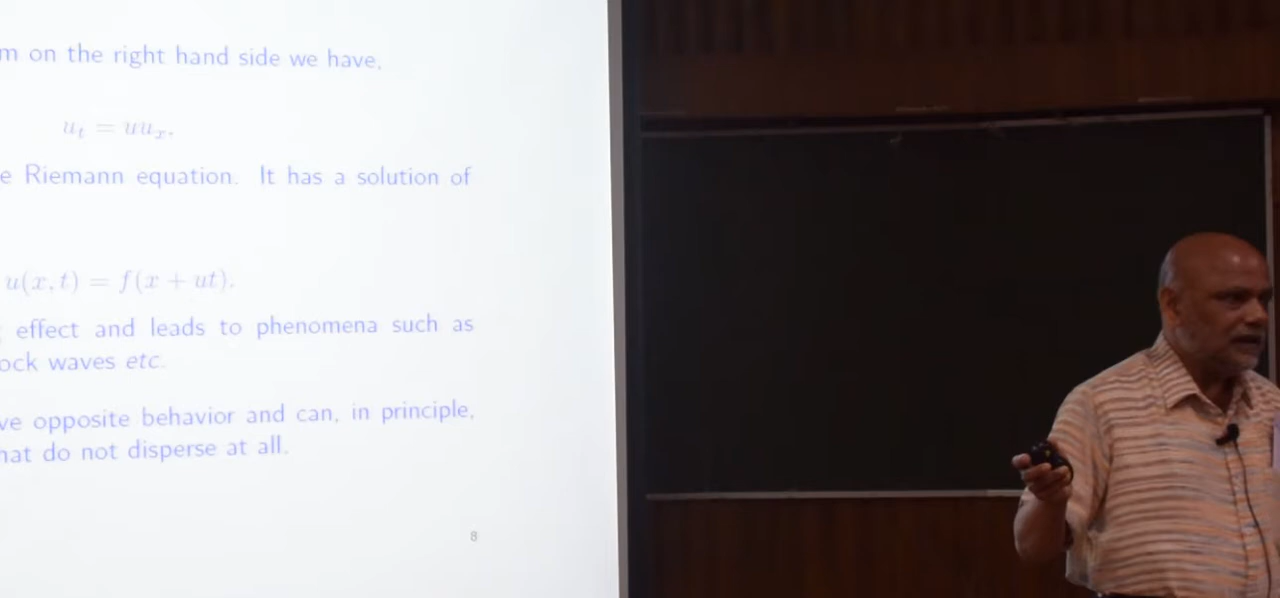 m on the right hand side we have,
u_t = uu_x,
e Riemann equation. It has a solution of
u(x, t) = f(x + ut).
effect and leads to phenomena such as
ock waves etc.
ve opposite behavior and can, in principle,
hat do not disperse at all.
8